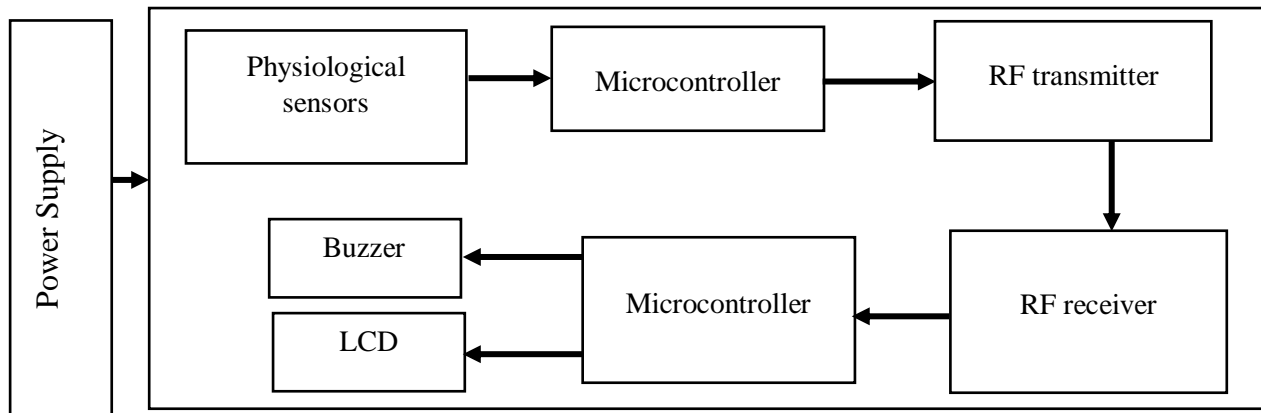 Power Supply
Physiological
sensors
Microcontroller
RF transmitter
Buzzer
LCD
Microcontroller
RF receiver